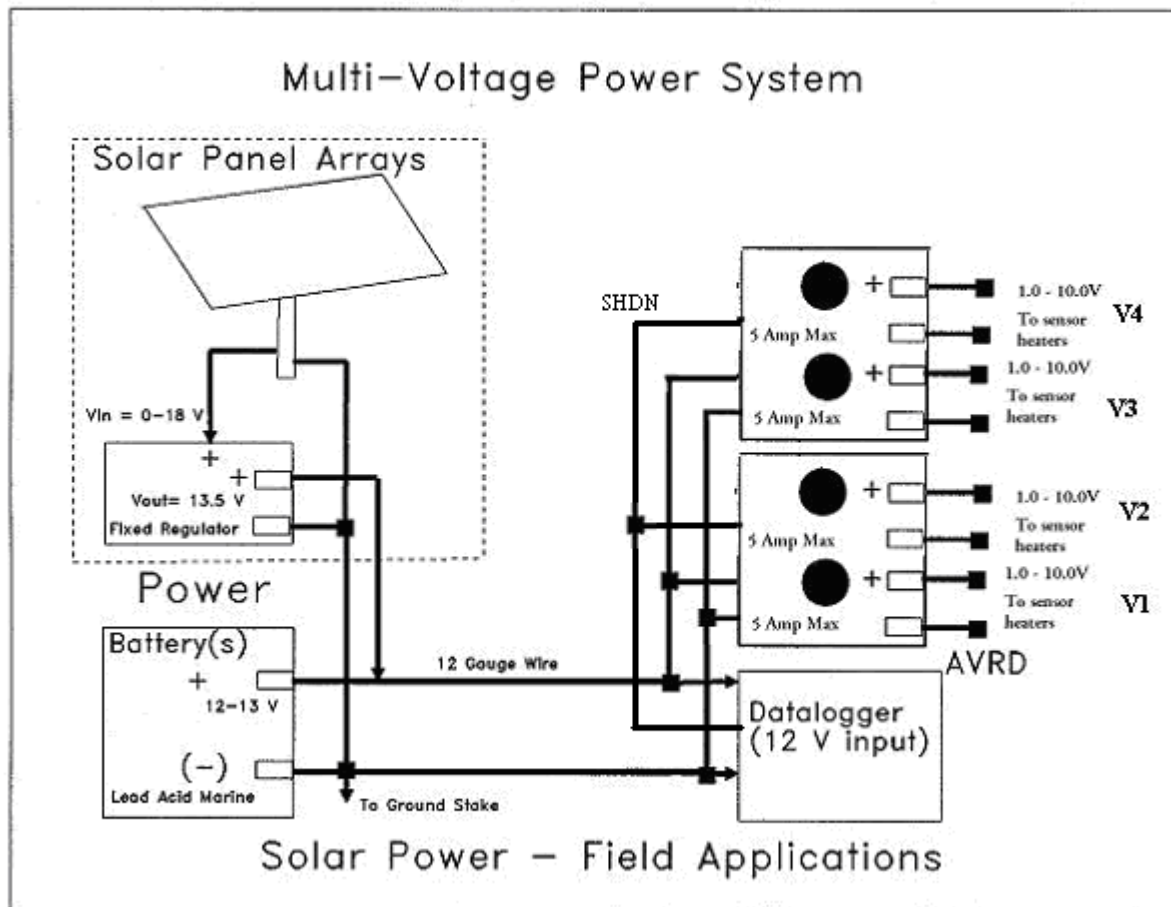 Multi-Voltage Power System
Solar Panel Arrays
Vin = 0-18 V
+
+
Vout= 13.5 V
Fixed Regulator
Power
Battery(s)
+
12-13 V
(-)
Lead Acid Marine
12 Gauge Wire
To Ground Stake
SHDN
+
1.0 - 10.0V
V4
5 Amp Max
To sensor
heaters
+
1.0 - 10.0V
V3
5 Amp Max
To sensor
heaters
+
1.0 - 10.0V
V2
5 Amp Max
To sensor
heaters
+
1.0 - 10.0V
V1
5 Amp Max
To sensor
heaters
AVRD
Datalogger
(12 V input)
Solar Power - Field Applications